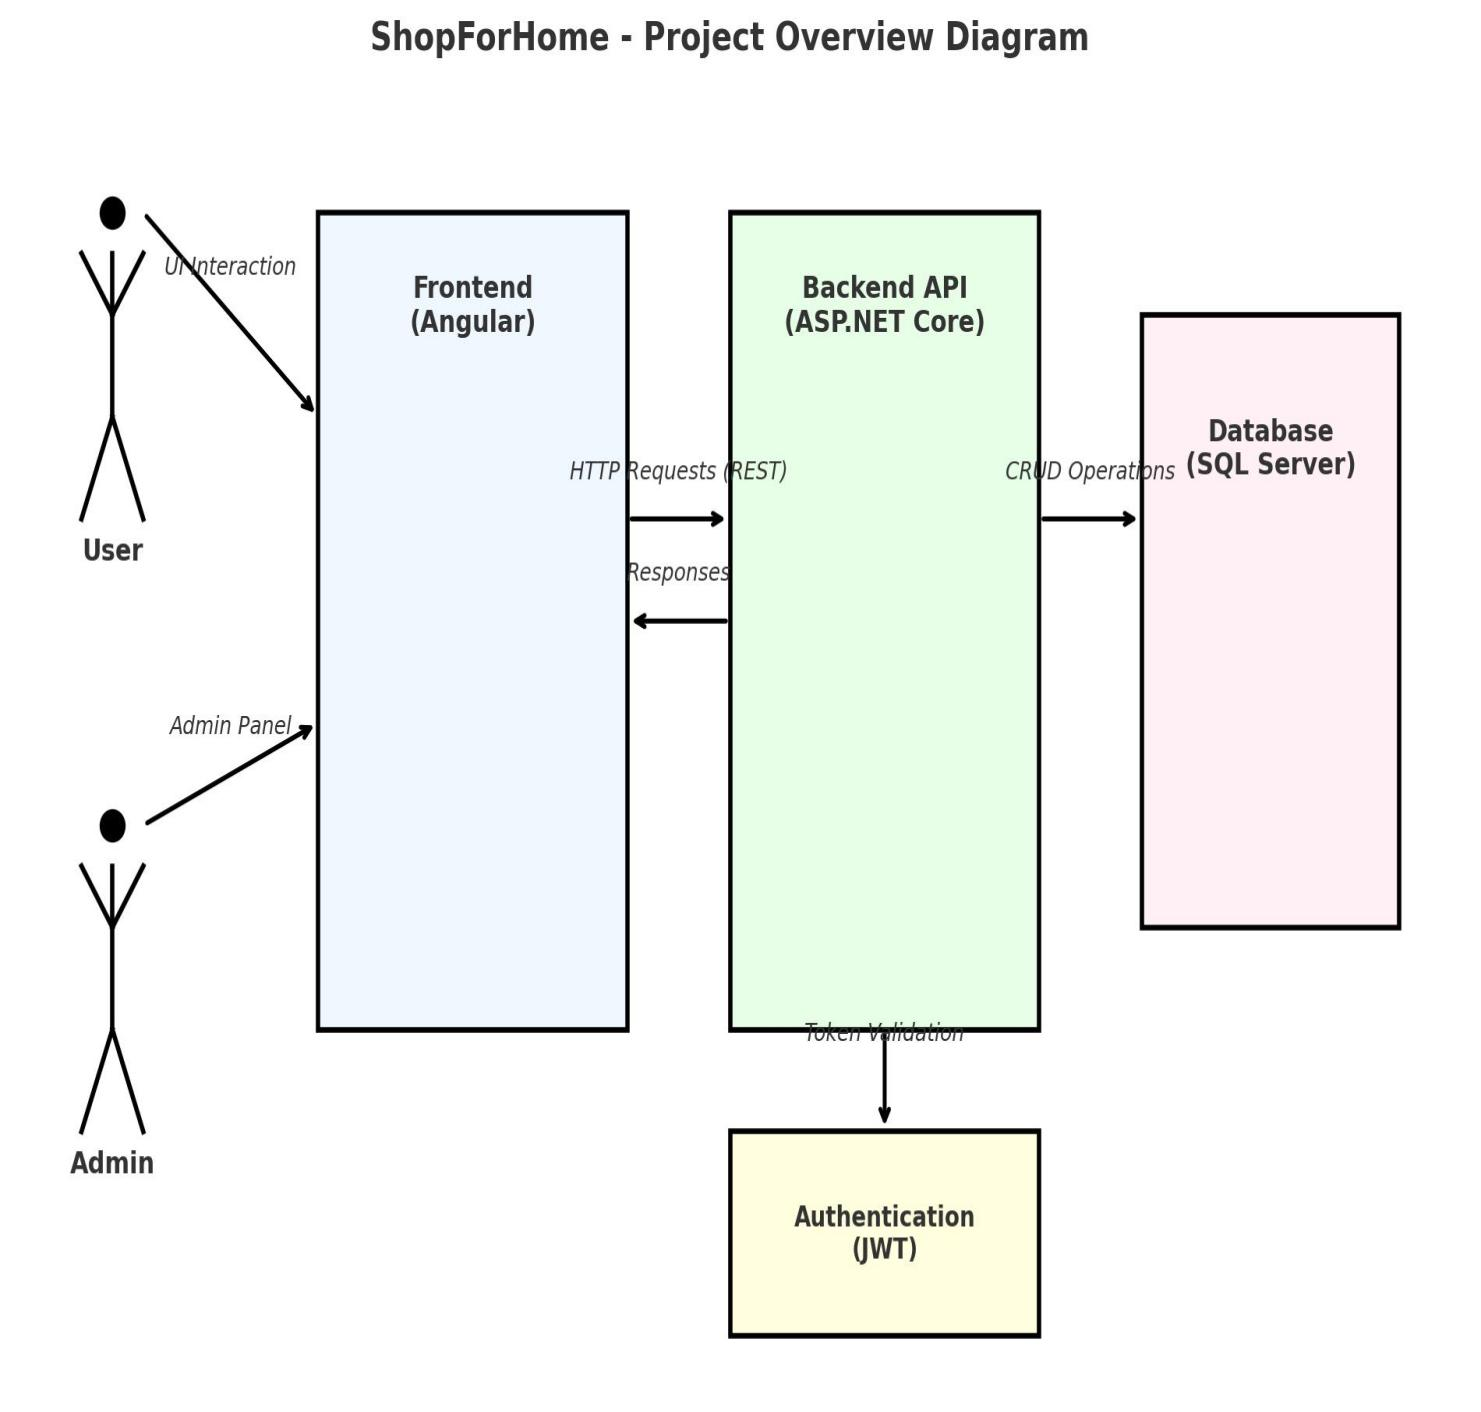 ShopForHome - Project Overview Diagram
UI Interaction
Frontend
(Angular)
Backend API
(ASP.NET Core)
Database
(SQL Server)
HTTP Requests (REST)
CRUD Operations
User
Responses
Admin Panel
Token Validation
Admin
Authentication
(JWT)